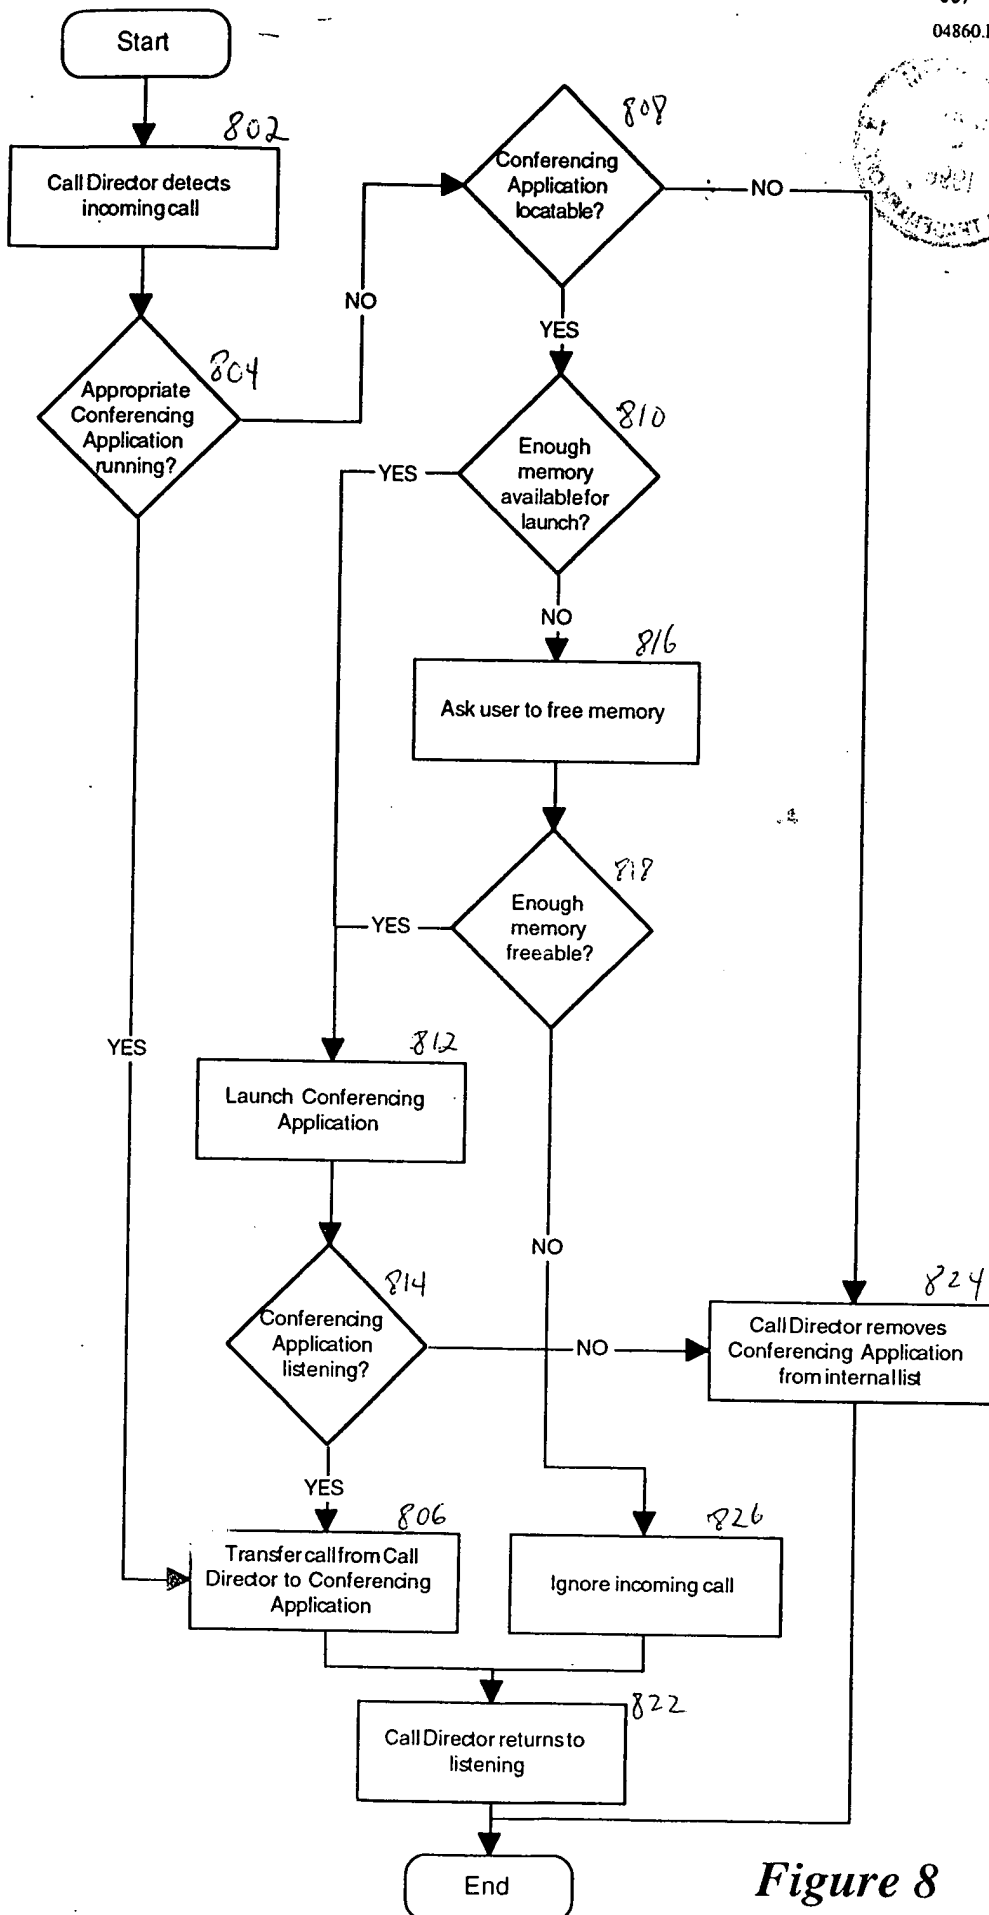 Start
04860.
802
Call Director detects
incoming call
808
Conferencing
Application
locatable?
NO
NO
YES
804
Appropriate
Conferencing
Application
running?
810
Enough
memory
available for
launch?
YES
NO
816
Ask user to free memory
818
Enough
memory
freeable?
YES
YES
812
Launch Conferencing
Application
NO
814
Conferencing
Application
listening?
NO
824
Call Director removes
Conferencing Application
from internal list
YES
806
Transfer call from Call
Director to Conferencing
Application
826
Ignore incoming call
822
Call Director returns to
listening
End
Figure 8